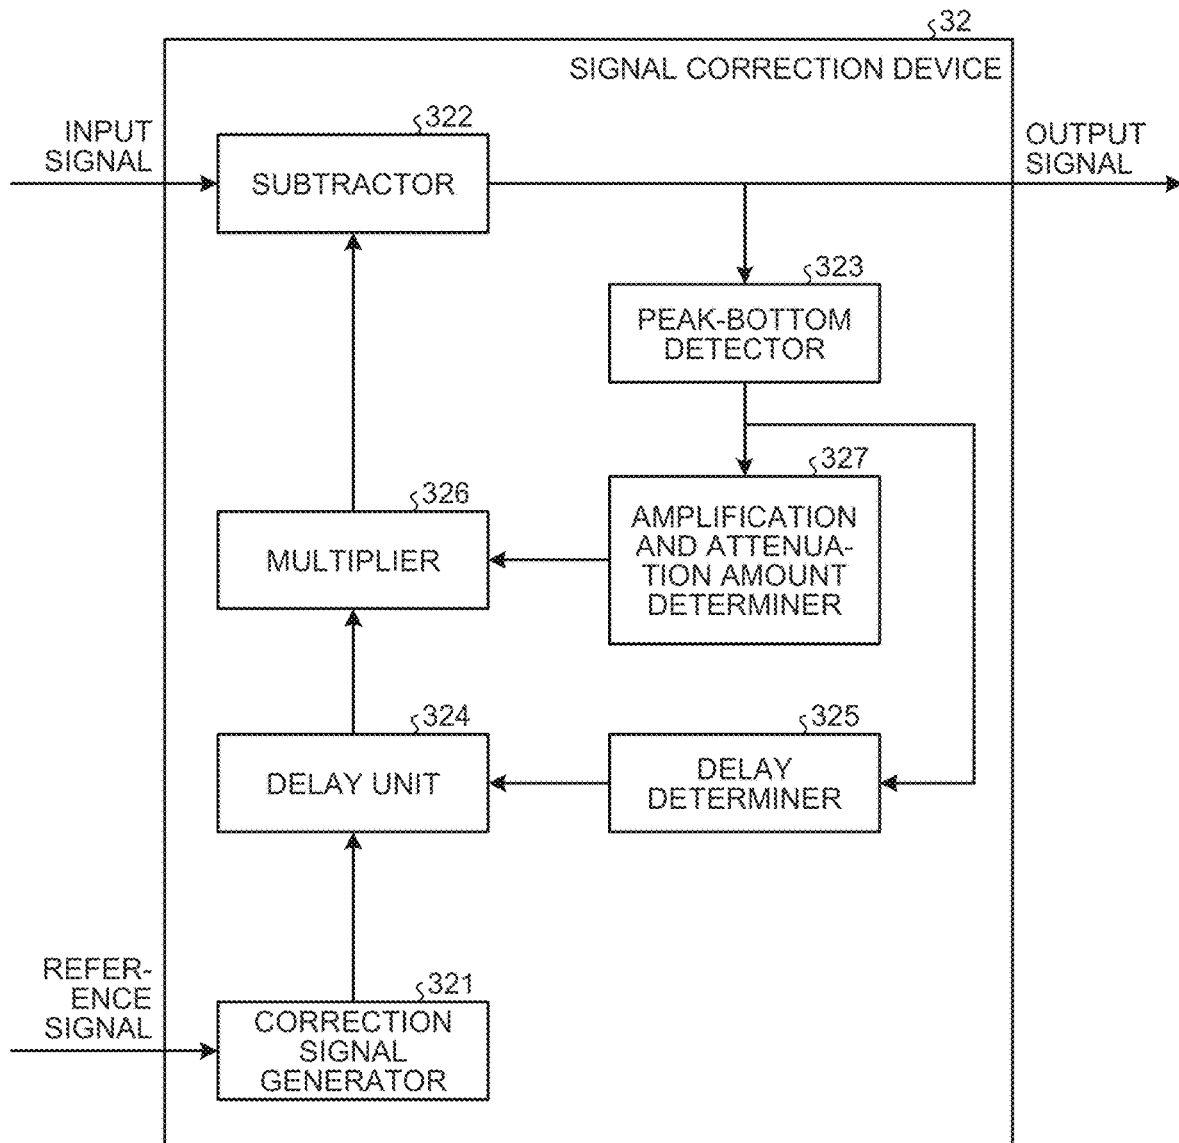 32
SIGNAL CORRECTION DEVICE
INPUT
SIGNAL
322
SUBTRACTOR
OUTPUT
SIGNAL
323
PEAK-BOTTOM
DETECTOR
327
AMPLIFICATION
AND ATTENUA-
TION AMOUNT
DETERMINER
326
MULTIPLIER
324
DELAY UNIT
325
DELAY
DETERMINER
REFER-
ENCE
SIGNAL
321
CORRECTION
SIGNAL
GENERATOR